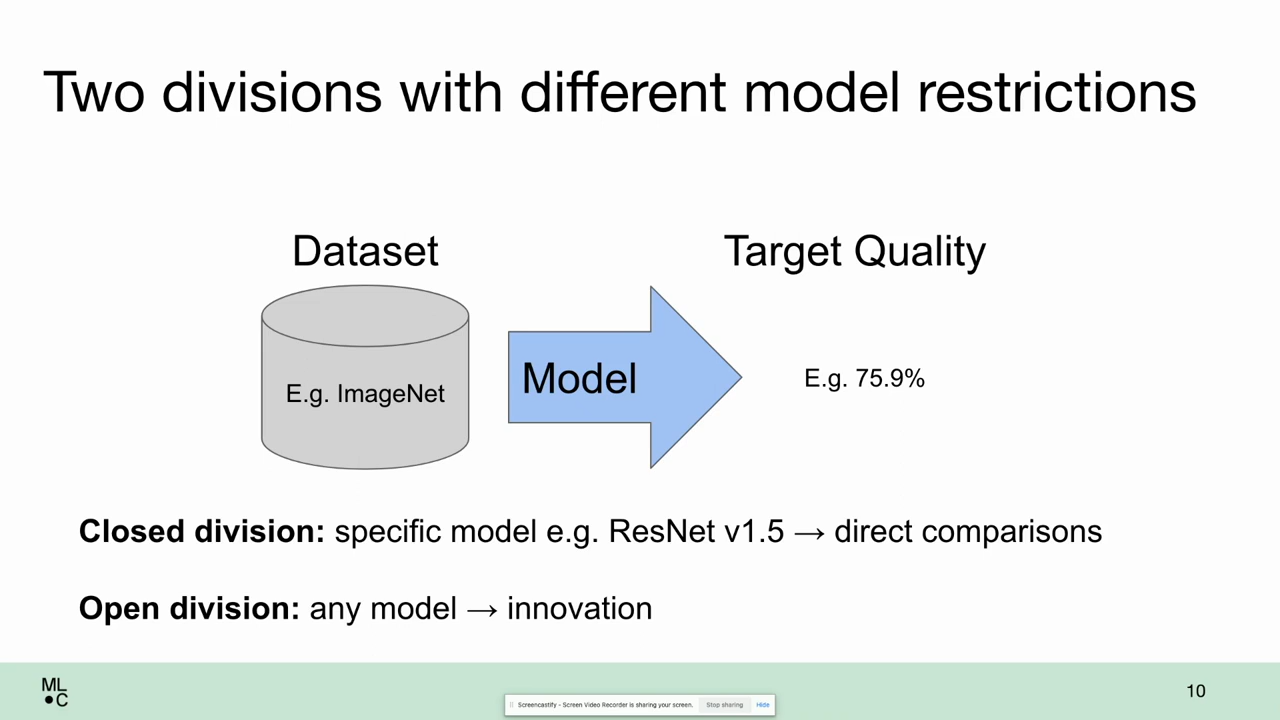 Two divisions with different model restrictions
Dataset
Target Quality
E.g. ImageNet
Model
E.g. 75.9%
Closed division: specific model e.g. ResNet v1.5 → direct comparisons
Open division: any model → innovation
ML
C
10
Screencastify - Screen Video Recorder is sharing your screen.
Stop sharing
Hide